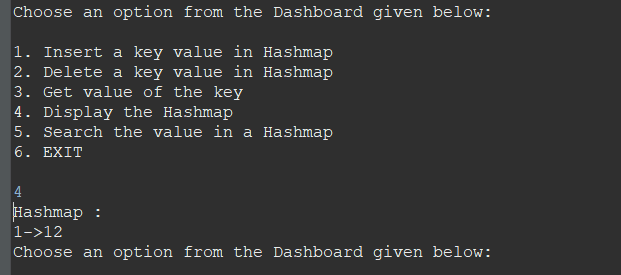 Choose an option from the Dashboard given below:
1. Insert a key value in Hashmap
2. Delete a key value in Hashmap
3. Get value of the key
4. Display the Hashmap
5. Search the value in a Hashmap
6. EXIT
4
Hashmap :
1->12
Choose an option from the Dashboard given below: